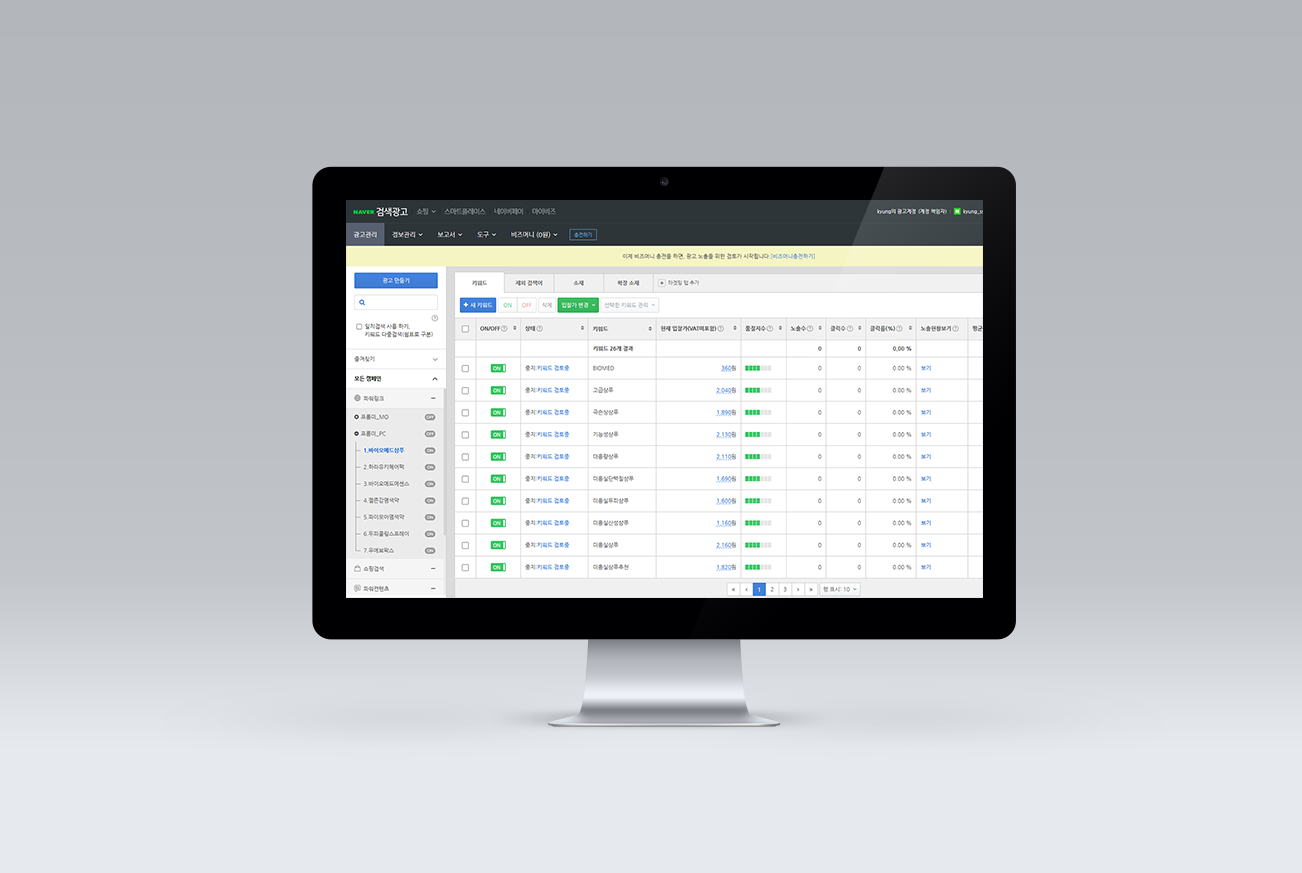 NAVER 검색광고 쇼핑 스마트플레이스 네이버페이 마이비즈 kyung의 광고계정 (계정 책임자) N kyung_
광고관리 정보관리 보고서 도구 비즈머니 (0원) 충전하기
이제 비즈머니 충전을 하면, 광고 노출을 위한 검토가 시작됩니다.[비즈머니충전하기]
광고 만들기
일치검색 사용 하기,
키워드 다중검색(쉼표로 구분)
즐겨찾기
모든 캠페인
파워링크
프롬미_MO OFF
프롬미_PC OFF
1.바이오메드샴푸 ON
2.하라유키헤어팩 ON
3.바이오메드에센스 ON
4.젤존감염색약 ON
5.파이모아염색약 ON
6.두피쿨링스프레이 ON
7.우에보왁스 ON
쇼핑검색
파워컨텐츠
키워드 제외 검색어 소재 확장 소재 + 타겟팅 탭 추가
+ 새 키워드 ON OFF 삭제 입찰가 변경 선택한 키워드 관리
ON/OFF 상태 키워드 현재 입찰가(VAT미포함) 품질지수 노출수 클릭수 클릭률(%) 노출현황보기 평균
키워드 26개 결과 0 0 0.00 %
ON 중지:키워드 검토중 BIOMED 360원 0 0 0.00 % 보기
ON 중지:키워드 검토중 고급샴푸 2,040원 0 0 0.00 % 보기
ON 중지:키워드 검토중 극손상샴푸 1,890원 0 0 0.00 % 보기
ON 중지:키워드 검토중 기능성샴푸 2,130원 0 0 0.00 % 보기
ON 중지:키워드 검토중 대용량샴푸 2,110원 0 0 0.00 % 보기
ON 중지:키워드 검토중 미용실단백질샴푸 1,690원 0 0 0.00 % 보기
ON 중지:키워드 검토중 미용실두피샴푸 1,600원 0 0 0.00 % 보기
ON 중지:키워드 검토중 미용실산성샴푸 1,160원 0 0 0.00 % 보기
ON 중지:키워드 검토중 미용실샴푸 2,160원 0 0 0.00 % 보기
ON 중지:키워드 검토중 미용실샴푸추천 1,820원 0 0 0.00 % 보기
« ‹ 1 2 3 › » 행 표시: 10